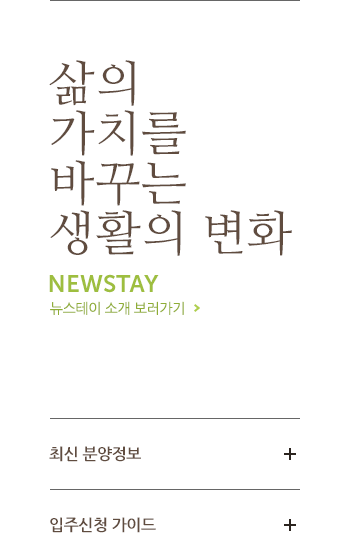 삶의
가치를
바꾸는
생활의 변화
NEWSTAY
뉴스테이 소개 보러가기 >
최신 분양정보 +
입주신청 가이드 +